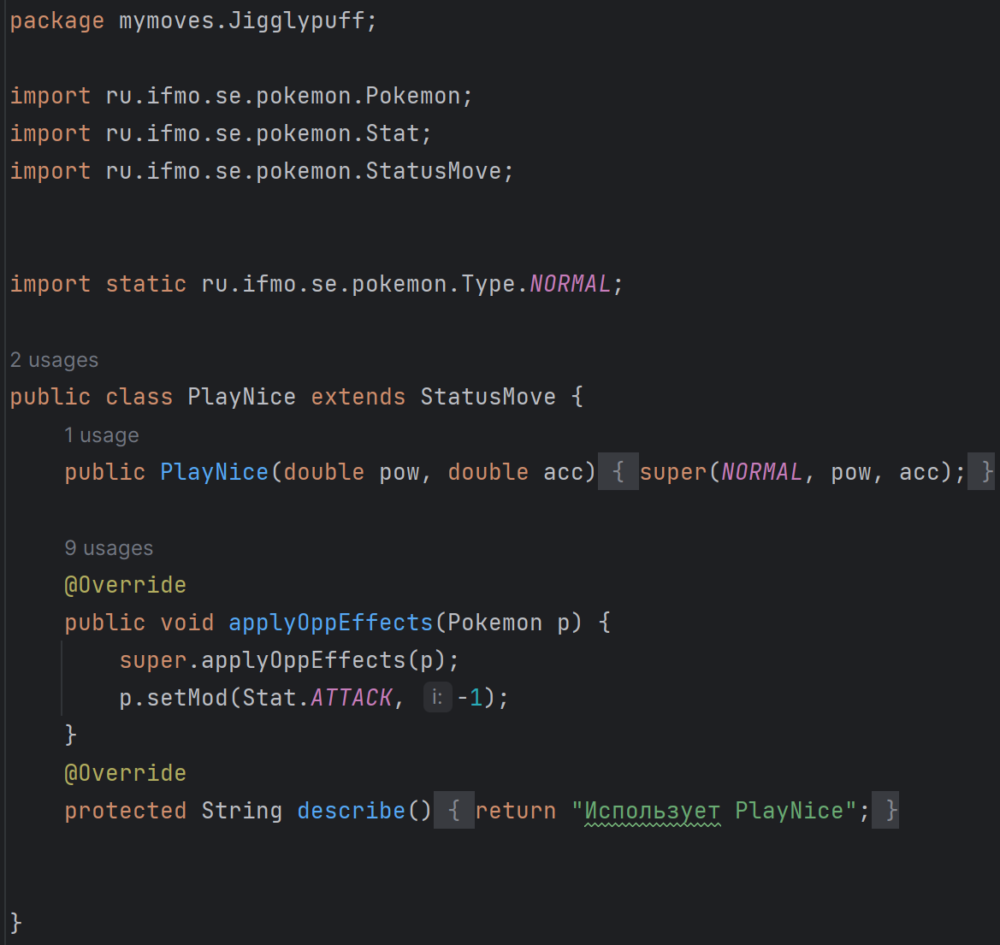 package mymoves.Jigglypuff;
import ru.ifmo.se.pokemon.Pokemon;
import ru.ifmo.se.pokemon.Stat;
import ru.ifmo.se.pokemon.StatusMove;
import static ru.ifmo.se.pokemon.Type.NORMAL;
2 usages
public class PlayNice extends StatusMove {
1 usage
public PlayNice(double pow, double acc) { super(NORMAL, pow, acc); }
9 usages
@Override
public void applyOppEffects(Pokemon p) {
super.applyOppEffects(p);
p.setMod(Stat.ATTACK, i: -1);
}
@Override
protected String describe() { return "Использует PlayNice"; }
}